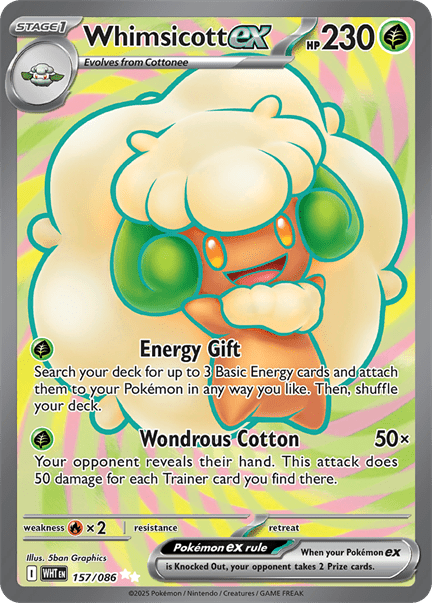 STAGE1
Whimsicott ex HP 230
Evolves from Cottonee
Energy Gift
Search your deck for up to 3 Basic Energy cards and attach
them to your Pokémon in any way you like. Then, shuffle
your deck.
Wondrous Cotton 50×
Your opponent reveals their hand. This attack does
50 damage for each Trainer card you find there.
weakness ×2 resistance retreat
Illus. 5ban Graphics
Pokémon ex rule When your Pokémon ex
is Knocked Out, your opponent takes 2 Prize cards.
I WHT EN 157/086
©2025 Pokémon / Nintendo / Creatures / GAME FREAK